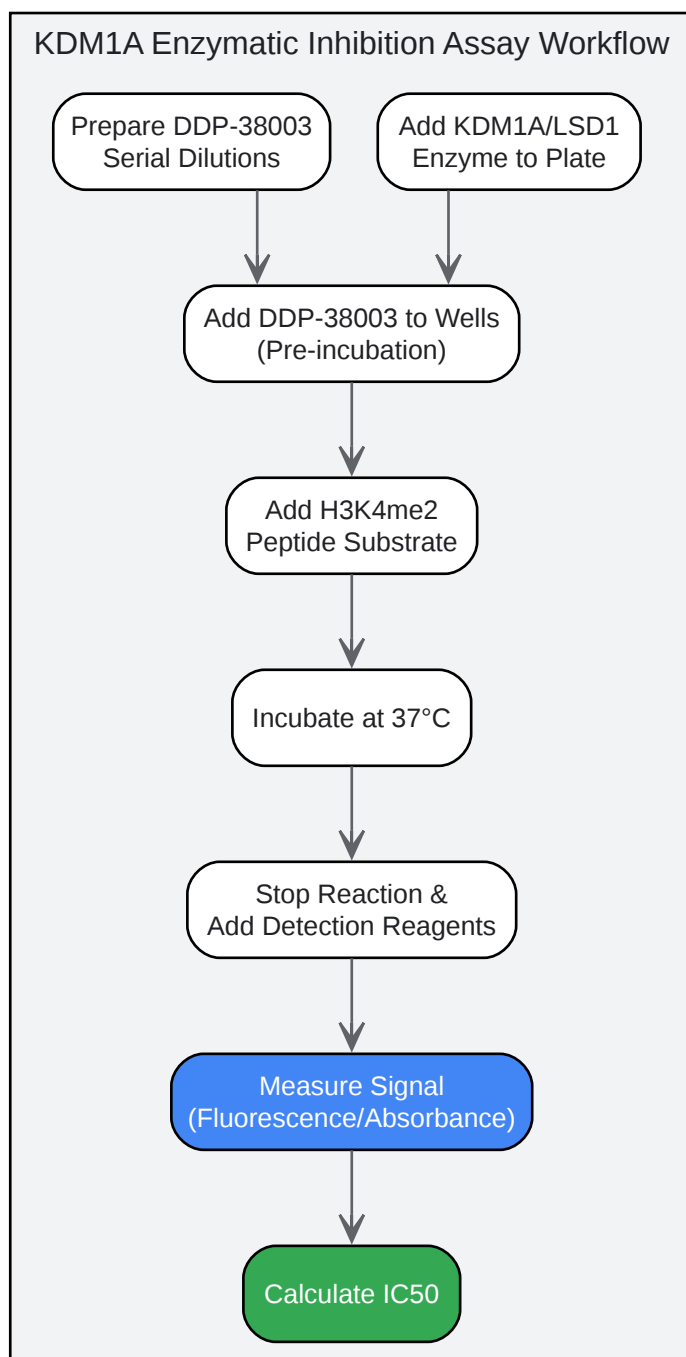 KDM1A Enzymatic Inhibition Assay Workflow
Prepare DDP-38003
Serial Dilutions
Add KDM1A/LSD1
Enzyme to Plate
Add DDP-38003 to Wells
(Pre-incubation)
Add H3K4me2
Peptide Substrate
Incubate at 37°C
Stop Reaction &
Add Detection Reagents
Measure Signal
(Fluorescence/Absorbance)
Calculate IC50